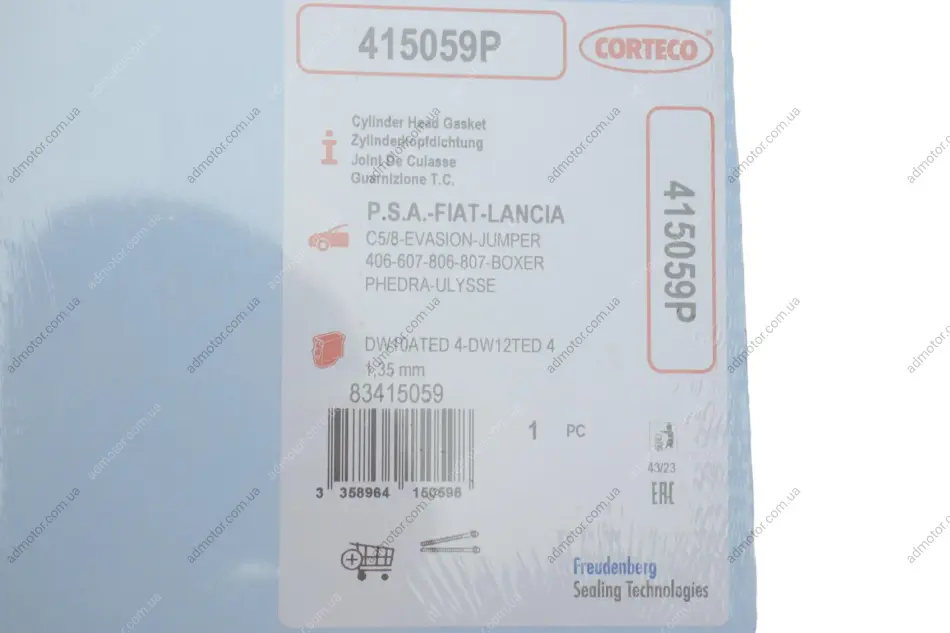 415059P
CORTECO
Cylinder Head Gasket
Zylinderkopfdichtung
Joint De Culasse
Guarnizione T.C.
P.S.A.-FIAT-LANCIA
C5/8-EVASION-JUMPER
406-607-806-807-BOXER
PHEDRA-ULYSSE
415059P
DW10ATED 4-DW12TED 4
1,35 mm
83415059
1 PC
3 358964 150596
43/23
EAC
Freudenberg
Sealing Technologies
admotor.com.ua